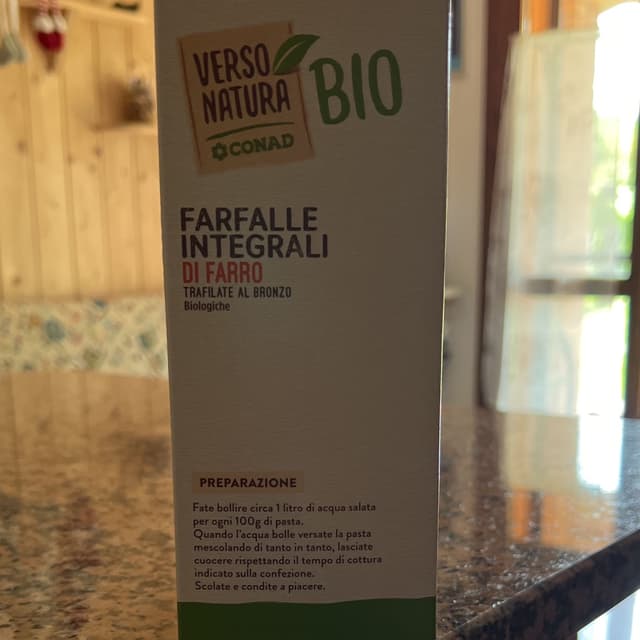 VERSO
NATURA
BIO
CONAD
FARFALLE
INTEGRALI
DI FARRO
TRAFILATE AL BRONZO
Biologiche
PREPARAZIONE
Fate bollire circa 1 litro di acqua salata
per ogni 100g di pasta.
Quando l'acqua bolle versate la pasta
mescolando di tanto in tanto, lasciate
cuocere rispettando il tempo di cottura
indicato sulla confezione.
Scolate e condite a piacere.